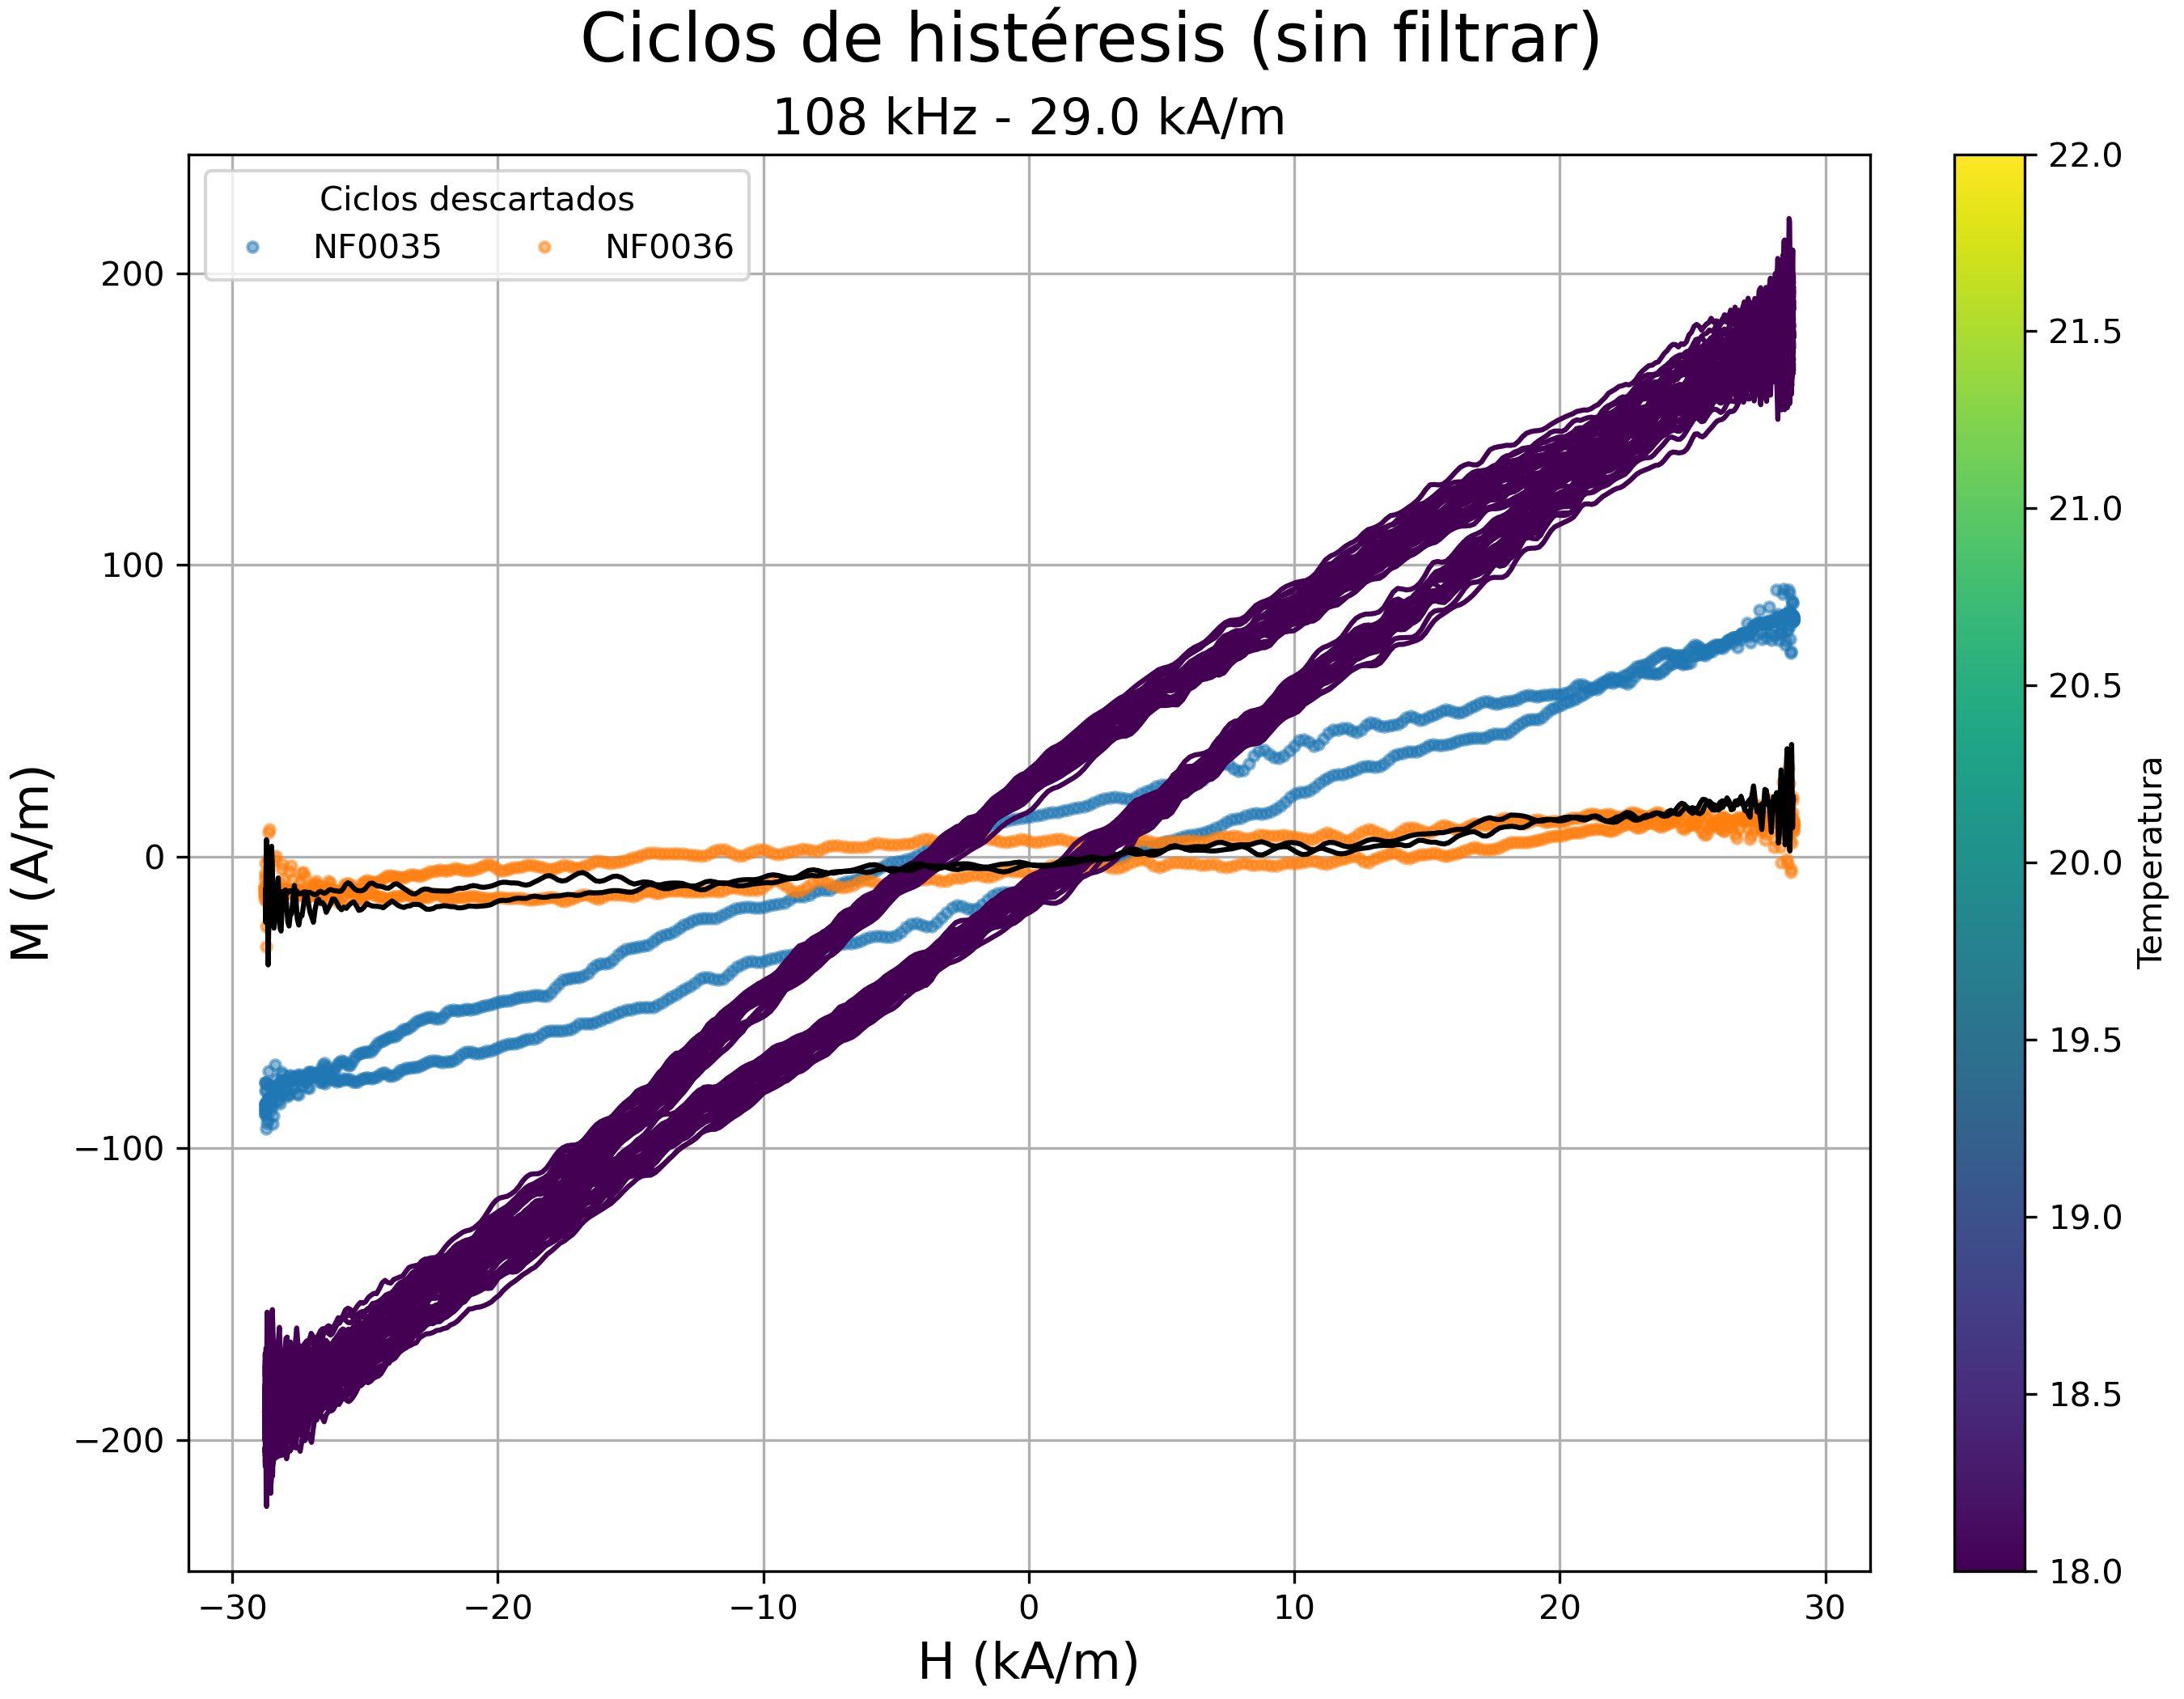 Ciclos de histéresis (sin filtrar)
108 kHz - 29.0 kA/m
Ciclos descartados
NF0035 NF0036
200
100
0
−100
−200
M (A/m)
−30 −20 −10 0 10 20 30
H (kA/m)
22.0
21.5
21.0
20.5
20.0
19.5
19.0
18.5
18.0
Temperatura